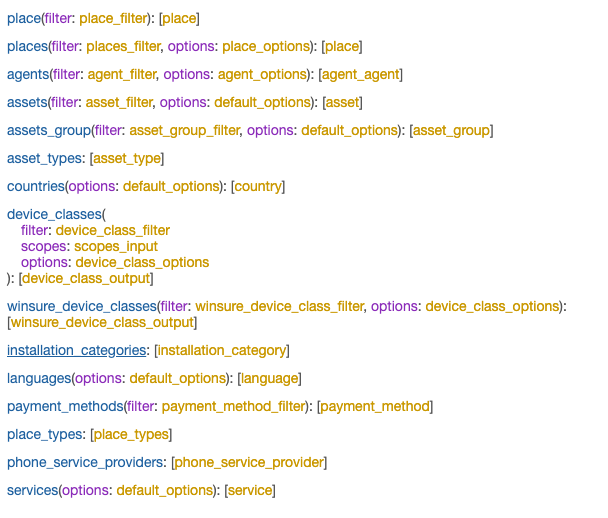 place(filter: place_filter): [place]
places(filter: places_filter, options: place_options): [place]
agents(filter: agent_filter, options: agent_options): [agent_agent]
assets(filter: asset_filter, options: default_options): [asset]
assets_group(filter: asset_group_filter, options: default_options): [asset_group]
asset_types: [asset_type]
countries(options: default_options): [country]
device_classes(
filter: device_class_filter
scopes: scopes_input
options: device_class_options
): [device_class_output]
winsure_device_classes(filter: winsure_device_class_filter, options: device_class_options):
[winsure_device_class_output]
installation_categories: [installation_category]
languages(options: default_options): [language]
payment_methods(filter: payment_method_filter): [payment_method]
place_types: [place_types]
phone_service_providers: [phone_service_provider]
services(options: default_options): [service]